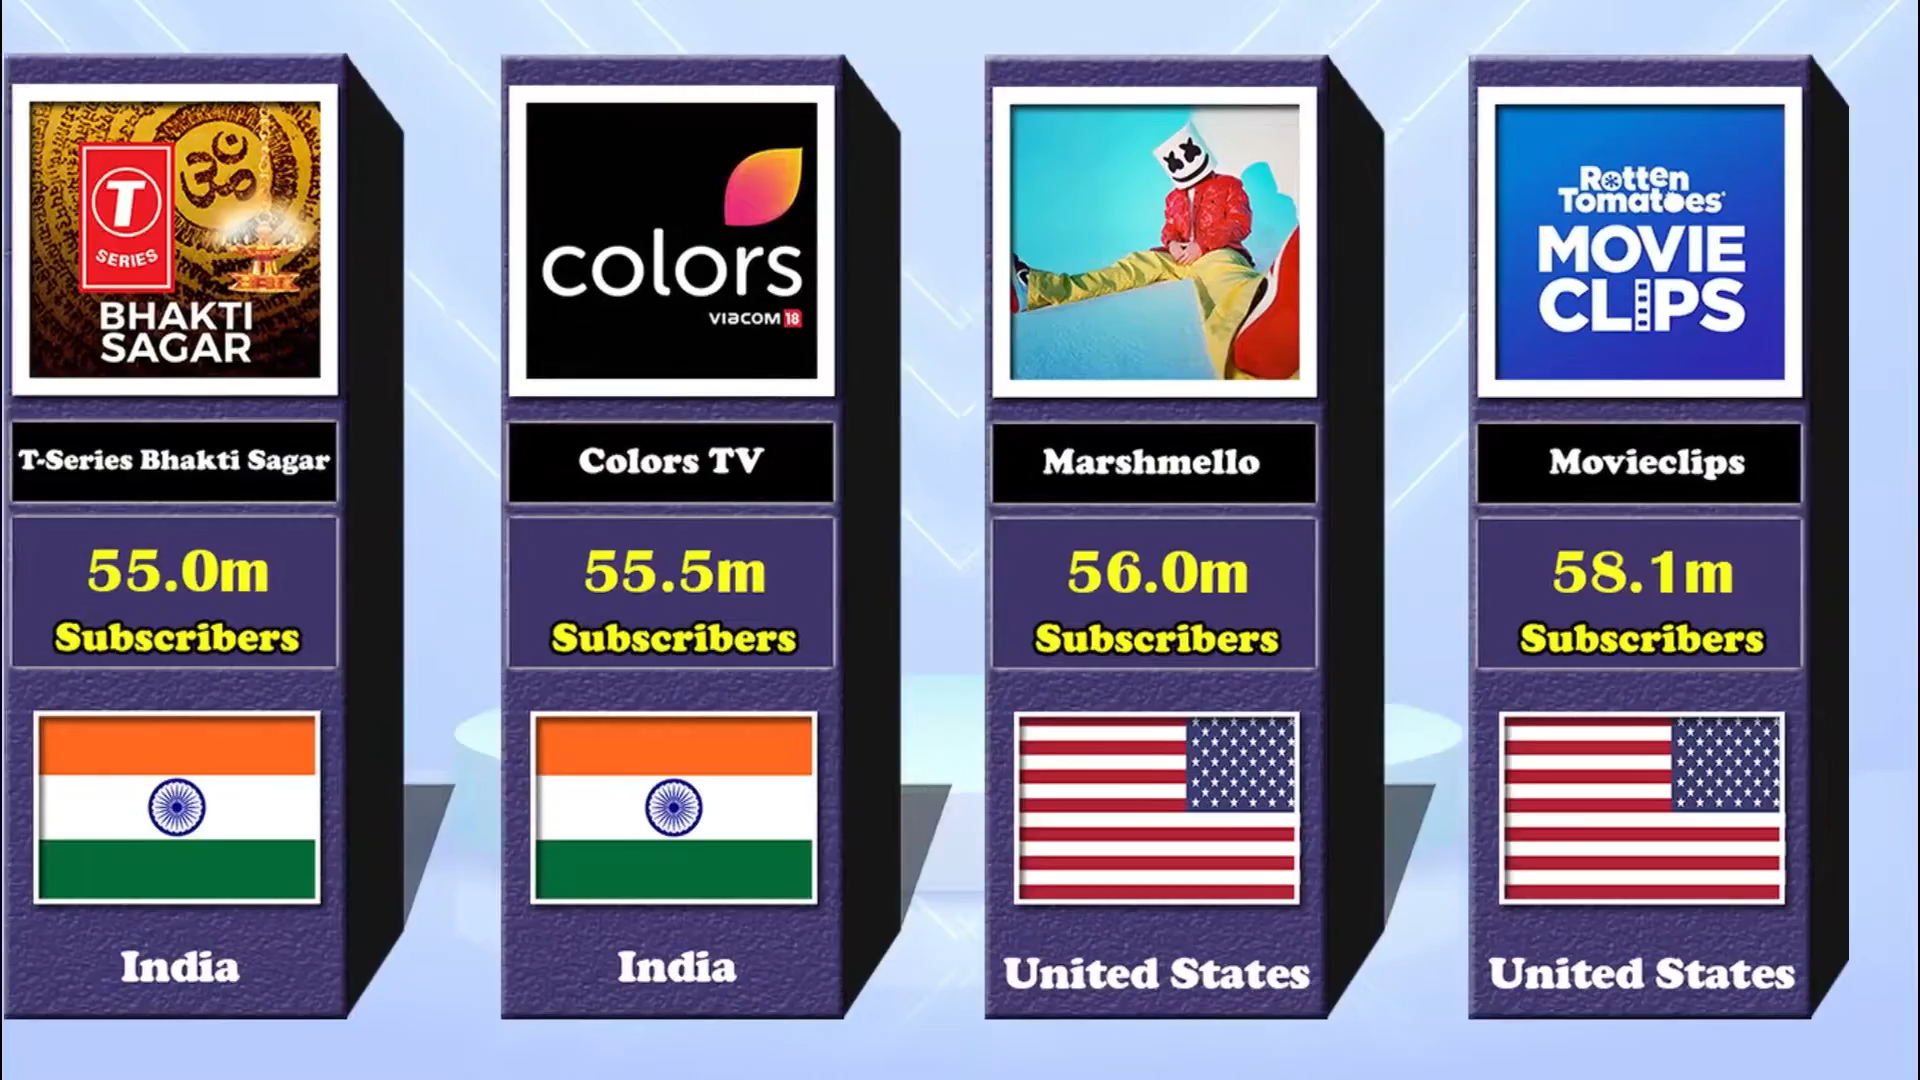 T
SERIES
BHAKTI
SAGAR
T-Series Bhakti Sagar
55.0m
Subscribers
India
colors
VIACOM 18
Colors TV
55.5m
Subscribers
India
Marshmello
56.0m
Subscribers
United States
Rotten
Tomatoes®
MOVIE
CLIPS
Movieclips
58.1m
Subscribers
United States